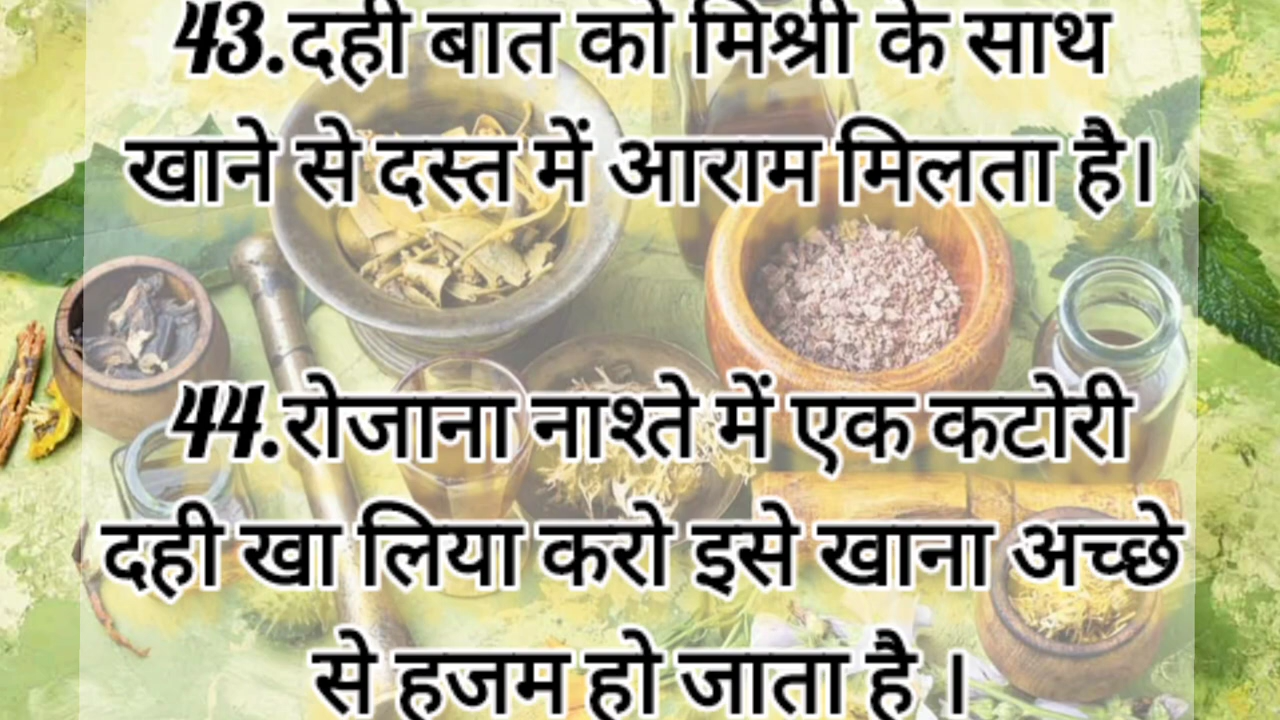 43.दही बात को मिश्री के साथ
खाने से दस्त में आराम मिलता है।
44.रोजाना नाश्ते में एक कटोरी
दही खा लिया करो इसे खाना अच्छे
से हजम हो जाता है ।